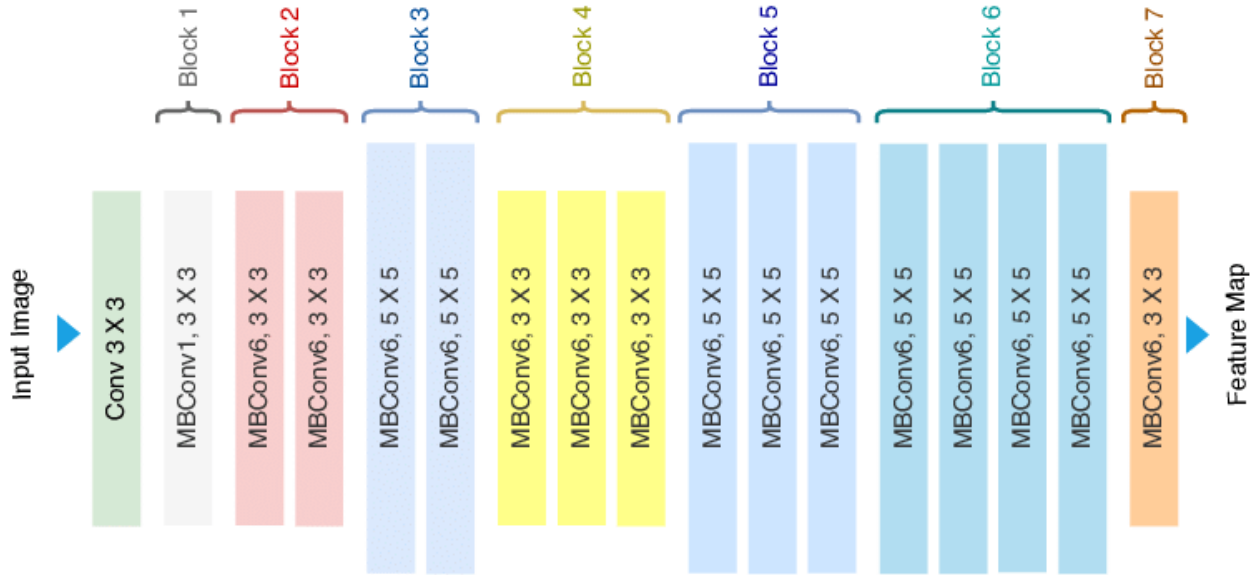 Input Image
Conv 3 X 3
Block 1
MBConv1, 3 X 3
Block 2
MBConv6, 3 X 3
MBConv6, 3 X 3
Block 3
MBConv6, 5 X 5
MBConv6, 5 X 5
Block 4
MBConv6, 3 X 3
MBConv6, 3 X 3
MBConv6, 3 X 3
Block 5
MBConv6, 5 X 5
MBConv6, 5 X 5
MBConv6, 5 X 5
Block 6
MBConv6, 5 X 5
MBConv6, 5 X 5
MBConv6, 5 X 5
MBConv6, 5 X 5
Block 7
MBConv6, 3 X 3
Feature Map